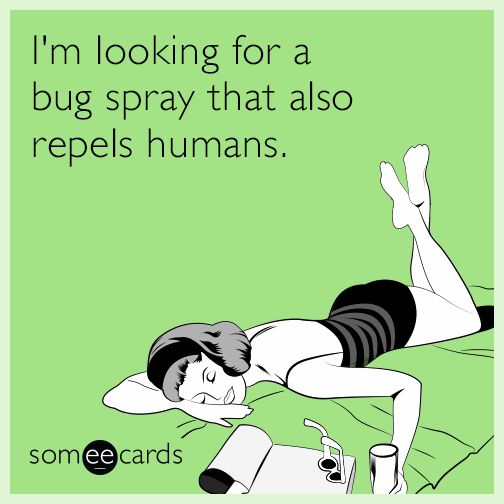 I'm looking for a
bug spray that also
repels humans.
someecards